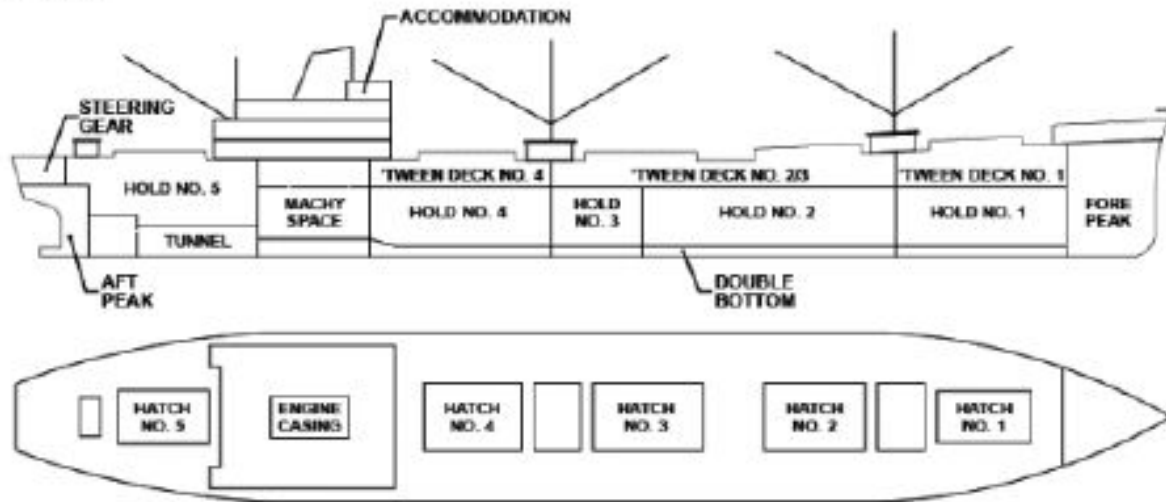 ACCOMMODATION
STEERING
GEAR
HOLD NO. 5
MACHY
SPACE
'TWEEN DECK NO. 4
HOLD NO. 4
HOLD
NO. 3
'TWEEN DECK NO. 2/3
HOLD NO. 2
'TWEEN DECK NO. 1
HOLD NO. 1
FORE
PEAK
TUNNEL
AFT
PEAK
DOUBLE
BOTTOM
HATCH
NO. 5
ENGINE
CASING
HATCH
NO. 4
HATCH
NO. 3
HATCH
NO. 2
HATCH
NO. 1